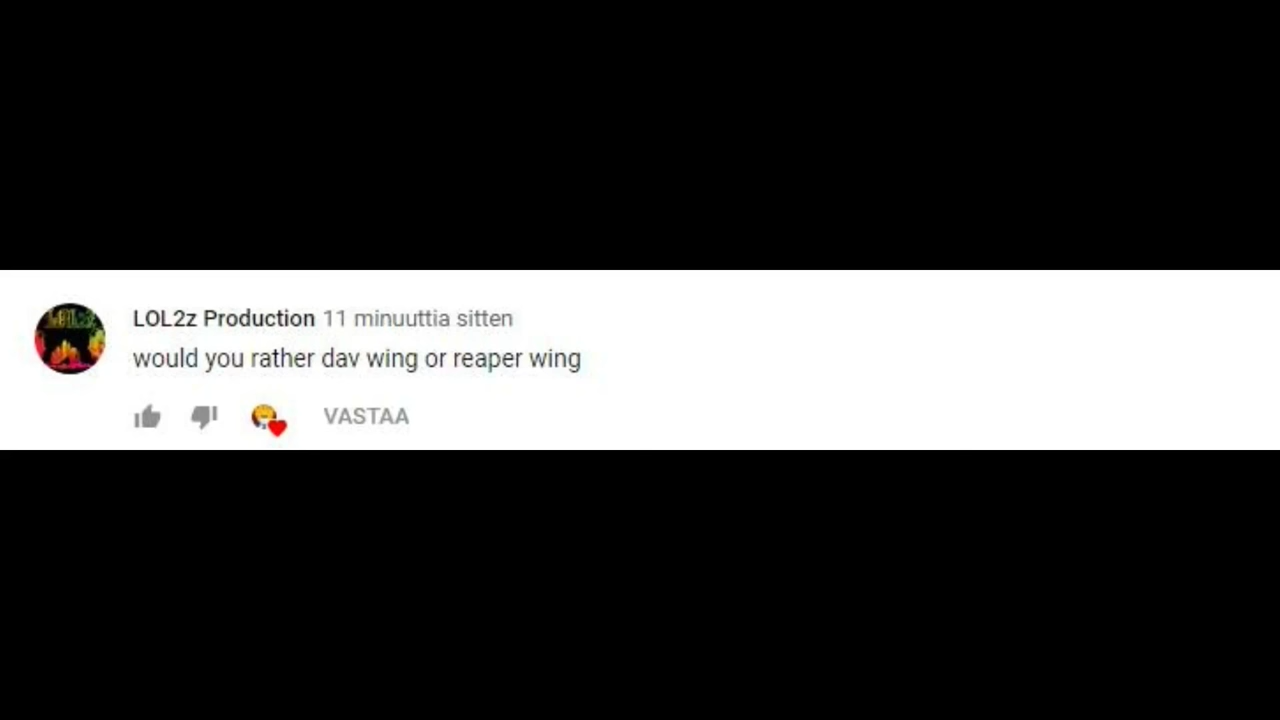 LOL2z Production 11 minuuttia sitten
would you rather dav wing or reaper wing
VASTAA